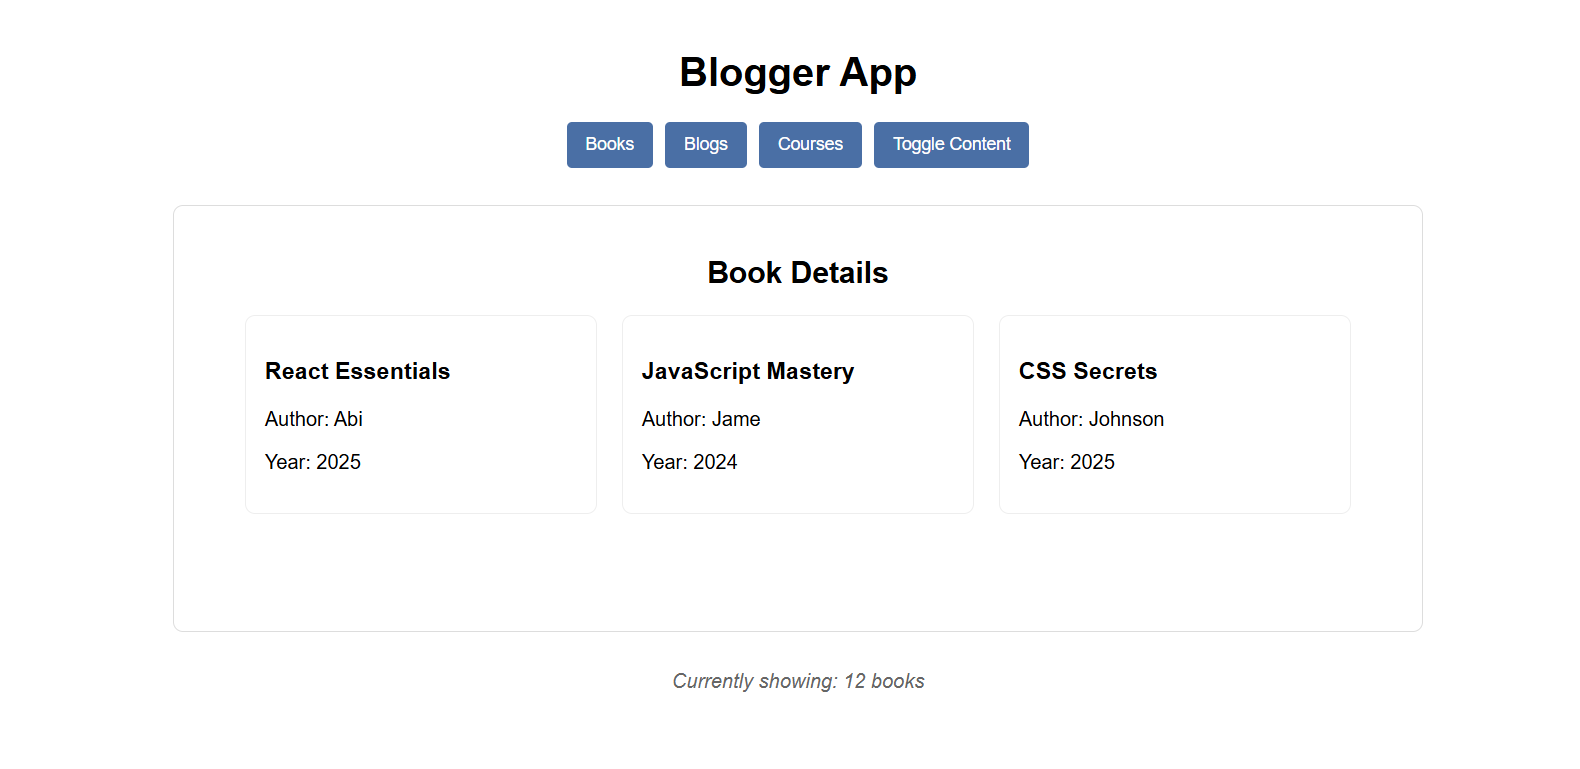 Blogger App
Books Blogs Courses Toggle Content
Book Details
React Essentials
Author: Abi
Year: 2025
JavaScript Mastery
Author: Jame
Year: 2024
CSS Secrets
Author: Johnson
Year: 2025
Currently showing: 12 books